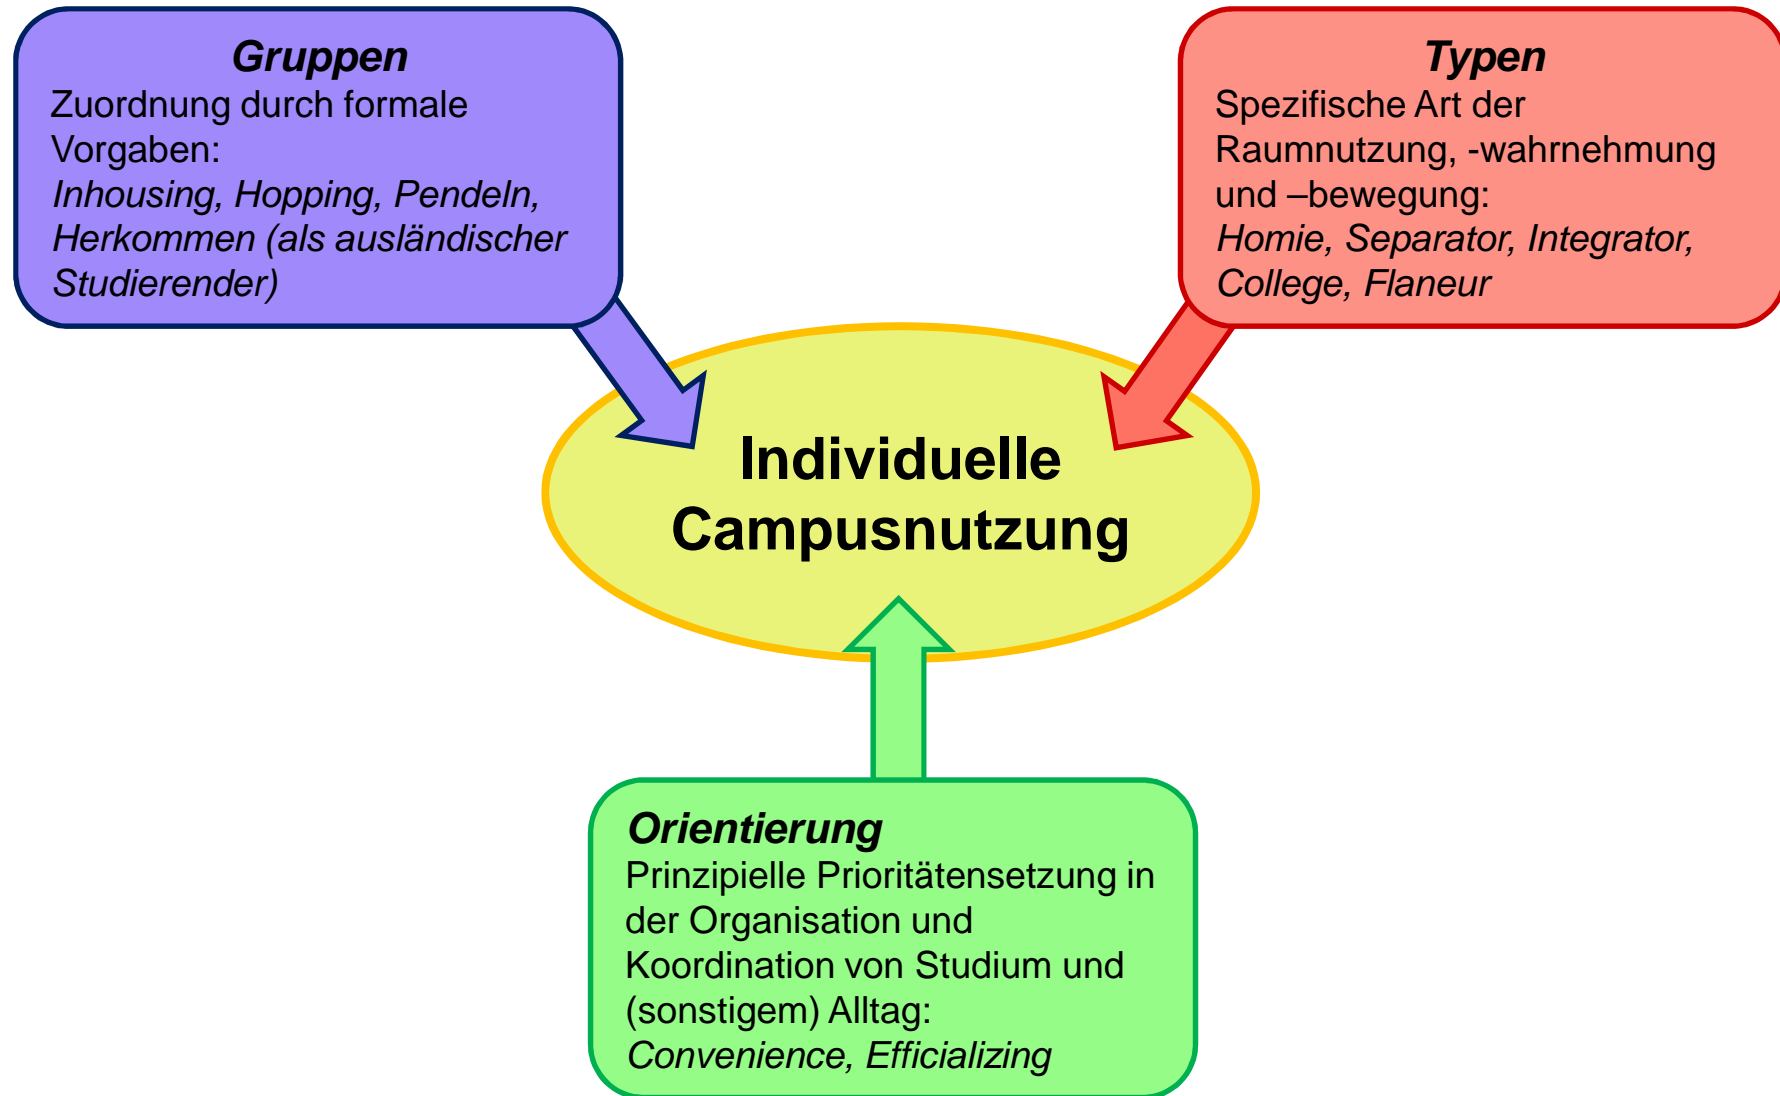 Gruppen
Zuordnung durch formale
Vorgaben:
Inhousing, Hopping, Pendeln,
Herkommen (als ausländischer
Studierender)
Typen
Spezifische Art der
Raumnutzung, -wahrnehmung
und –bewegung:
Homie, Separator, Integrator,
College, Flaneur
Individuelle
Campusnutzung
Orientierung
Prinzipielle Prioritätensetzung in
der Organisation und
Koordination von Studium und
(sonstigem) Alltag:
Convenience, Efficializing